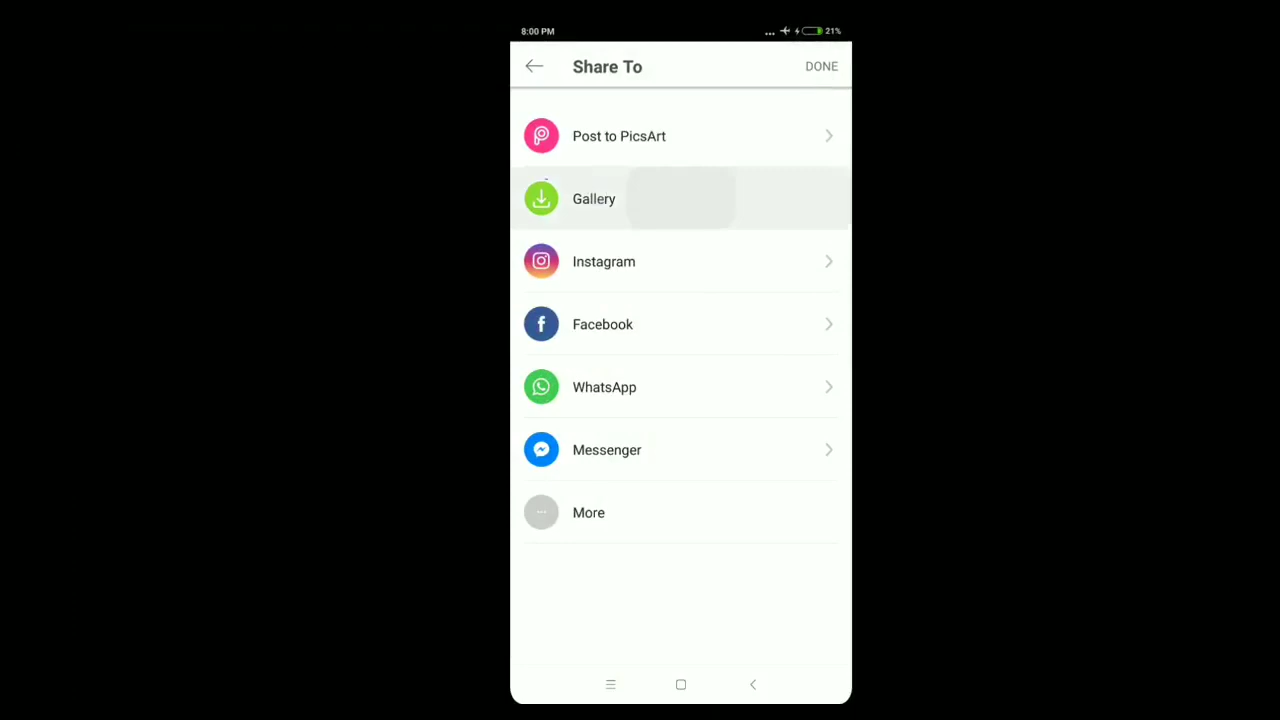 8:00 PM 21%
Share To DONE
Post to PicsArt
Gallery
Instagram
Facebook
WhatsApp
Messenger
More